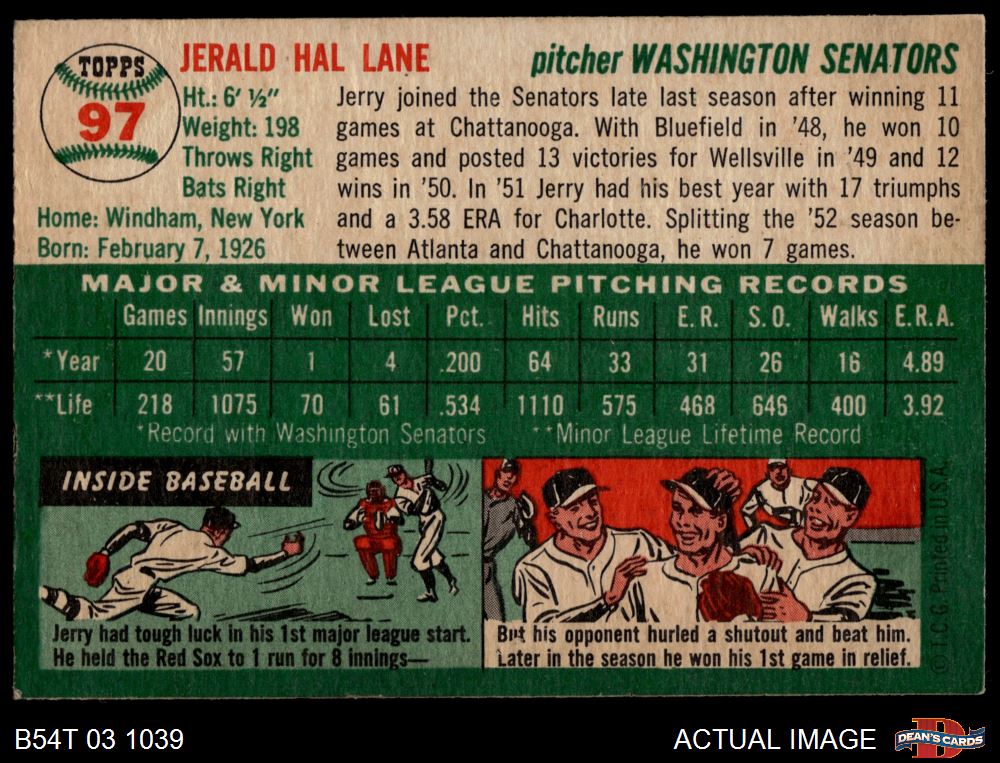 TOPPS
97
JERALD HAL LANE
pitcher WASHINGTON SENATORS
Ht.: 6' ½"
Weight: 198
Throws Right
Bats Right
Home: Windham, New York
Born: February 7, 1926
Jerry joined the Senators late last season after winning 11
games at Chattanooga. With Bluefield in '48, he won 10
games and posted 13 victories for Wellsville in '49 and 12
wins in '50. In '51 Jerry had his best year with 17 triumphs
and a 3.58 ERA for Charlotte. Splitting the '52 season be-
tween Atlanta and Chattanooga, he won 7 games.
MAJOR & MINOR LEAGUE PITCHING RECORDS
Games Innings Won Lost Pct. Hits Runs E.R. S.O. Walks E.R.A.
*Year 20 57 1 4 .200 64 33 31 26 16 4.89
**Life 218 1075 70 61 .534 1110 575 468 646 400 3.92
*Record with Washington Senators **Minor League Lifetime Record
INSIDE BASEBALL
Jerry had tough luck in his 1st major league start.
He held the Red Sox to 1 run for 8 innings—
But his opponent hurled a shutout and beat him.
Later in the season he won his 1st game in relief.
© T.C.G. Printed in U.S.A.
B54T 03 1039
ACTUAL IMAGE
DEAN'S CARDS